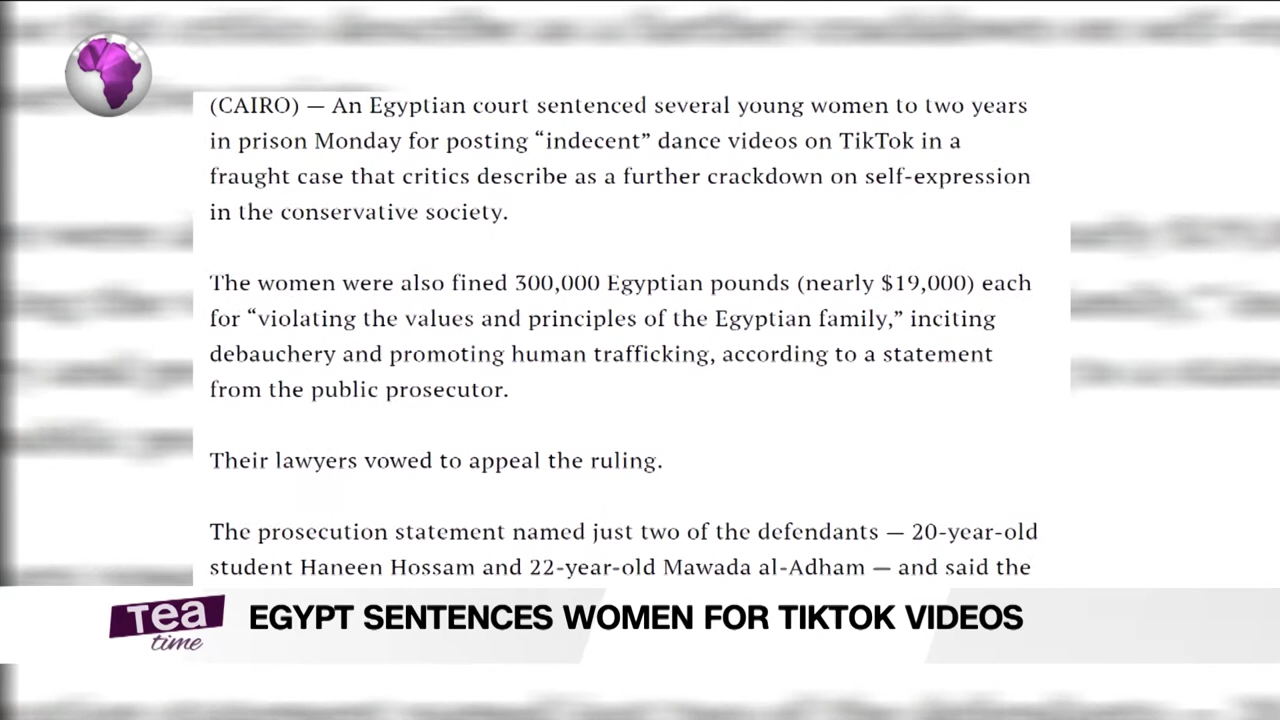 (CAIRO) — An Egyptian court sentenced several young women to two years
in prison Monday for posting “indecent” dance videos on TikTok in a
fraught case that critics describe as a further crackdown on self-expression
in the conservative society.
The women were also fined 300,000 Egyptian pounds (nearly $19,000) each
for “violating the values and principles of the Egyptian family,” inciting
debauchery and promoting human trafficking, according to a statement
from the public prosecutor.
Their lawyers vowed to appeal the ruling.
The prosecution statement named just two of the defendants — 20-year-old
student Haneen Hossam and 22-year-old Mawada al-Adham — and said the
Tea
time
EGYPT SENTENCES WOMEN FOR TIKTOK VIDEOS